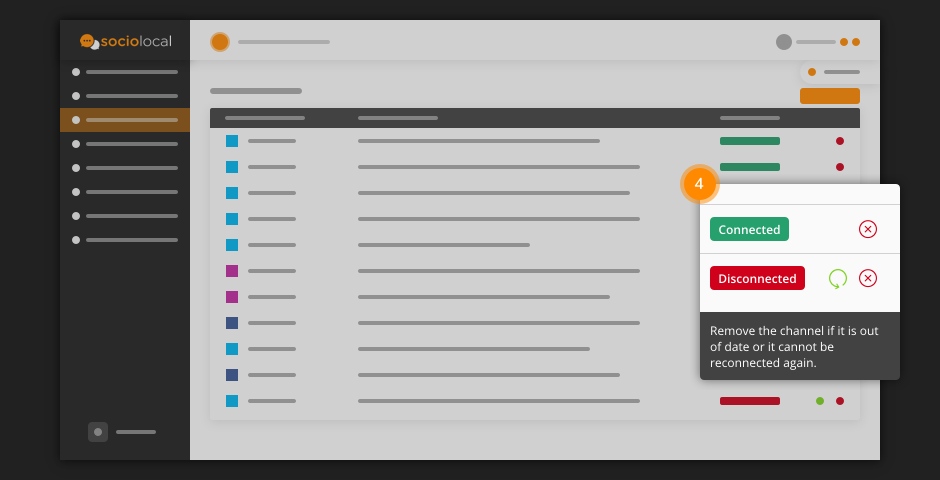 sociolocal
4
Connected
Disconnected
Remove the channel if it is out
of date or it cannot be
reconnected again.